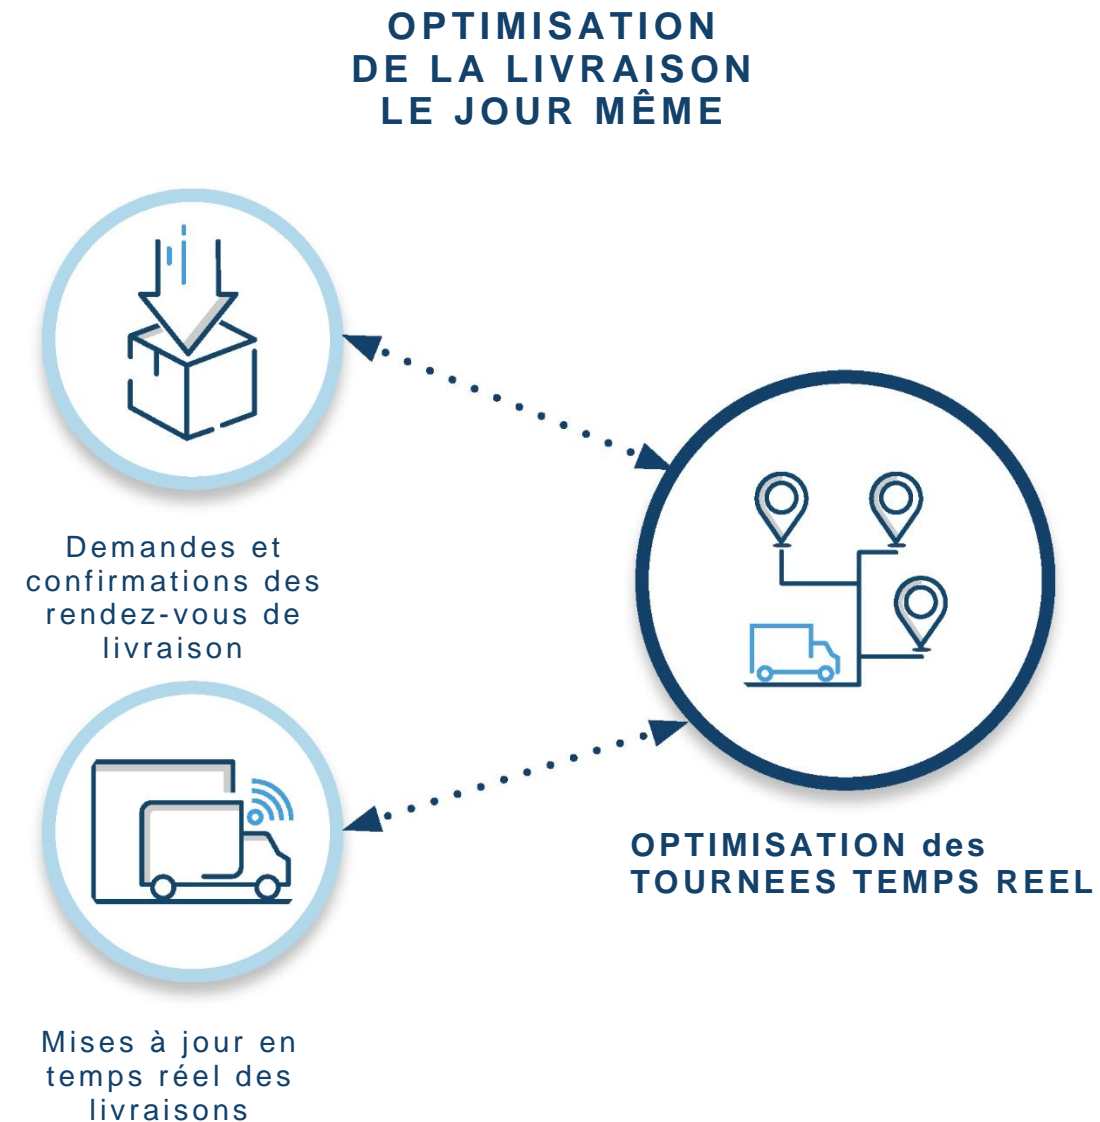 OPTIMISATION
DE LA LIVRAISON
LE JOUR MÊME
Demandes et
confirmations des
rendez-vous de
livraison
Mises à jour en
temps réel des
livraisons
OPTIMISATION des
TOURNEES TEMPS REEL